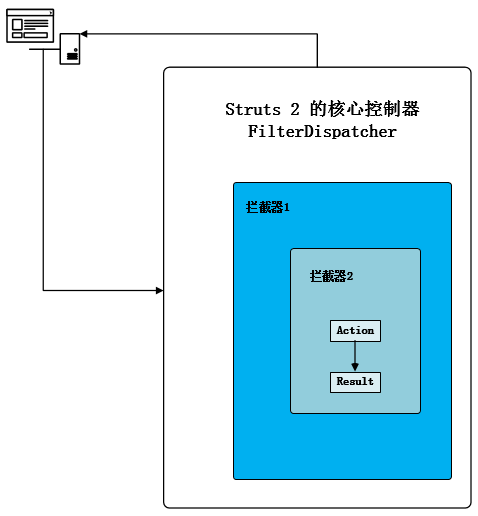 Struts 2 的核心控制器
FilterDispatcher
拦截器1
拦截器2
Action
Result